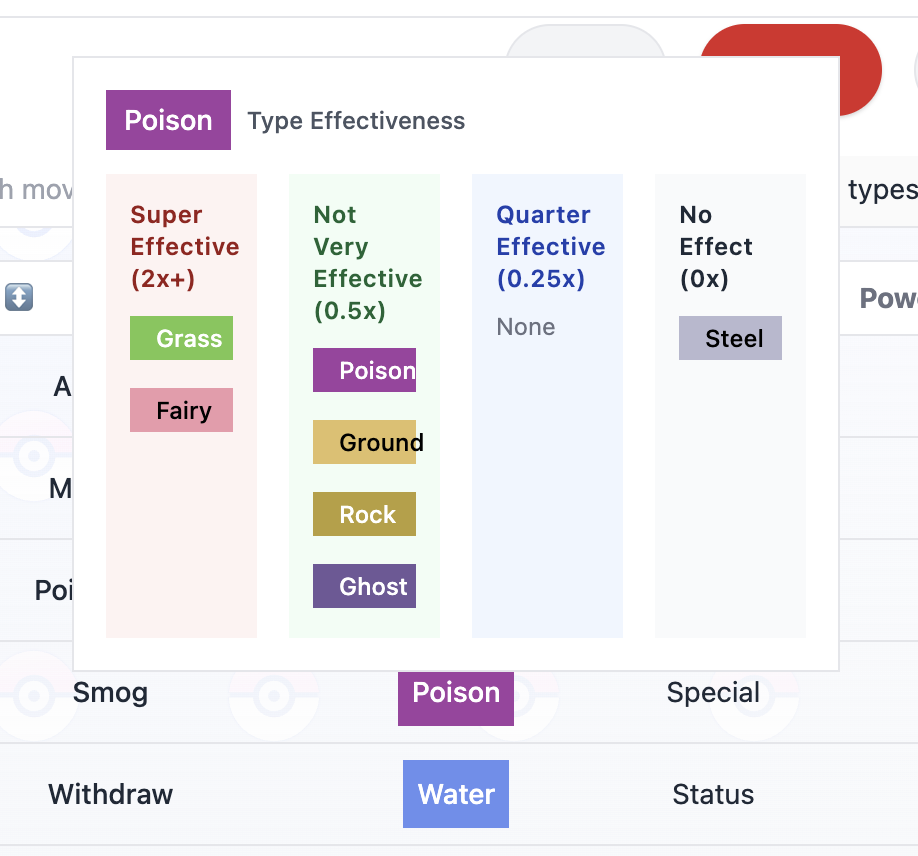 Poison Type Effectiveness
Super
Effective
(2x+)
Grass
Fairy
Not
Very
Effective
(0.5x)
Poison
Ground
Rock
Ghost
Quarter
Effective
(0.25x)
None
No
Effect
(0x)
Steel
h mov
types
Pow
A
M
Poi
Smog Poison Special
Withdraw Water Status